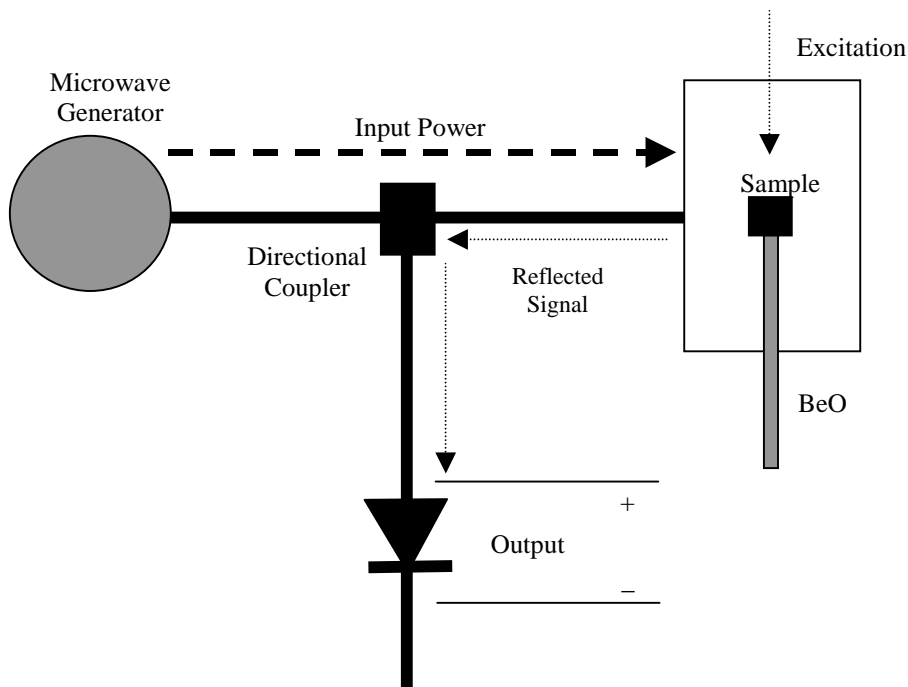 Excitation
Microwave
Generator
Input Power
Sample
Directional
Coupler
Reflected
Signal
BeO
+
Output
−